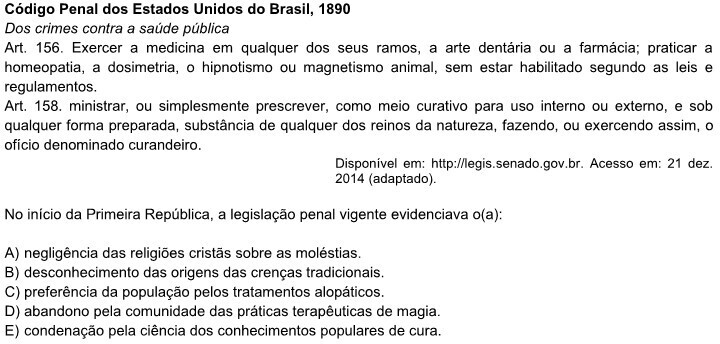 Código Penal dos Estados Unidos do Brasil, 1890
Dos crimes contra a saúde pública
Art. 156. Exercer a medicina em qualquer dos seus ramos, a arte dentária ou a farmácia; praticar a
homeopatia, a dosimetria, o hipnotismo ou magnetismo animal, sem estar habilitado segundo as leis e
regulamentos.
Art. 158. ministrar, ou simplesmente prescrever, como meio curativo para uso interno ou externo, e sob
qualquer forma preparada, substância de qualquer dos reinos da natureza, fazendo, ou exercendo assim, o
ofício denominado curandeiro.
Disponível em: http://legis.senado.gov.br. Acesso em: 21 dez.
2014 (adaptado).
No início da Primeira República, a legislação penal vigente evidenciava o(a):
A) negligência das religiões cristãs sobre as moléstias.
B) desconhecimento das origens das crenças tradicionais.
C) preferência da população pelos tratamentos alopáticos.
D) abandono pela comunidade das práticas terapêuticas de magia.
E) condenação pela ciência dos conhecimentos populares de cura.